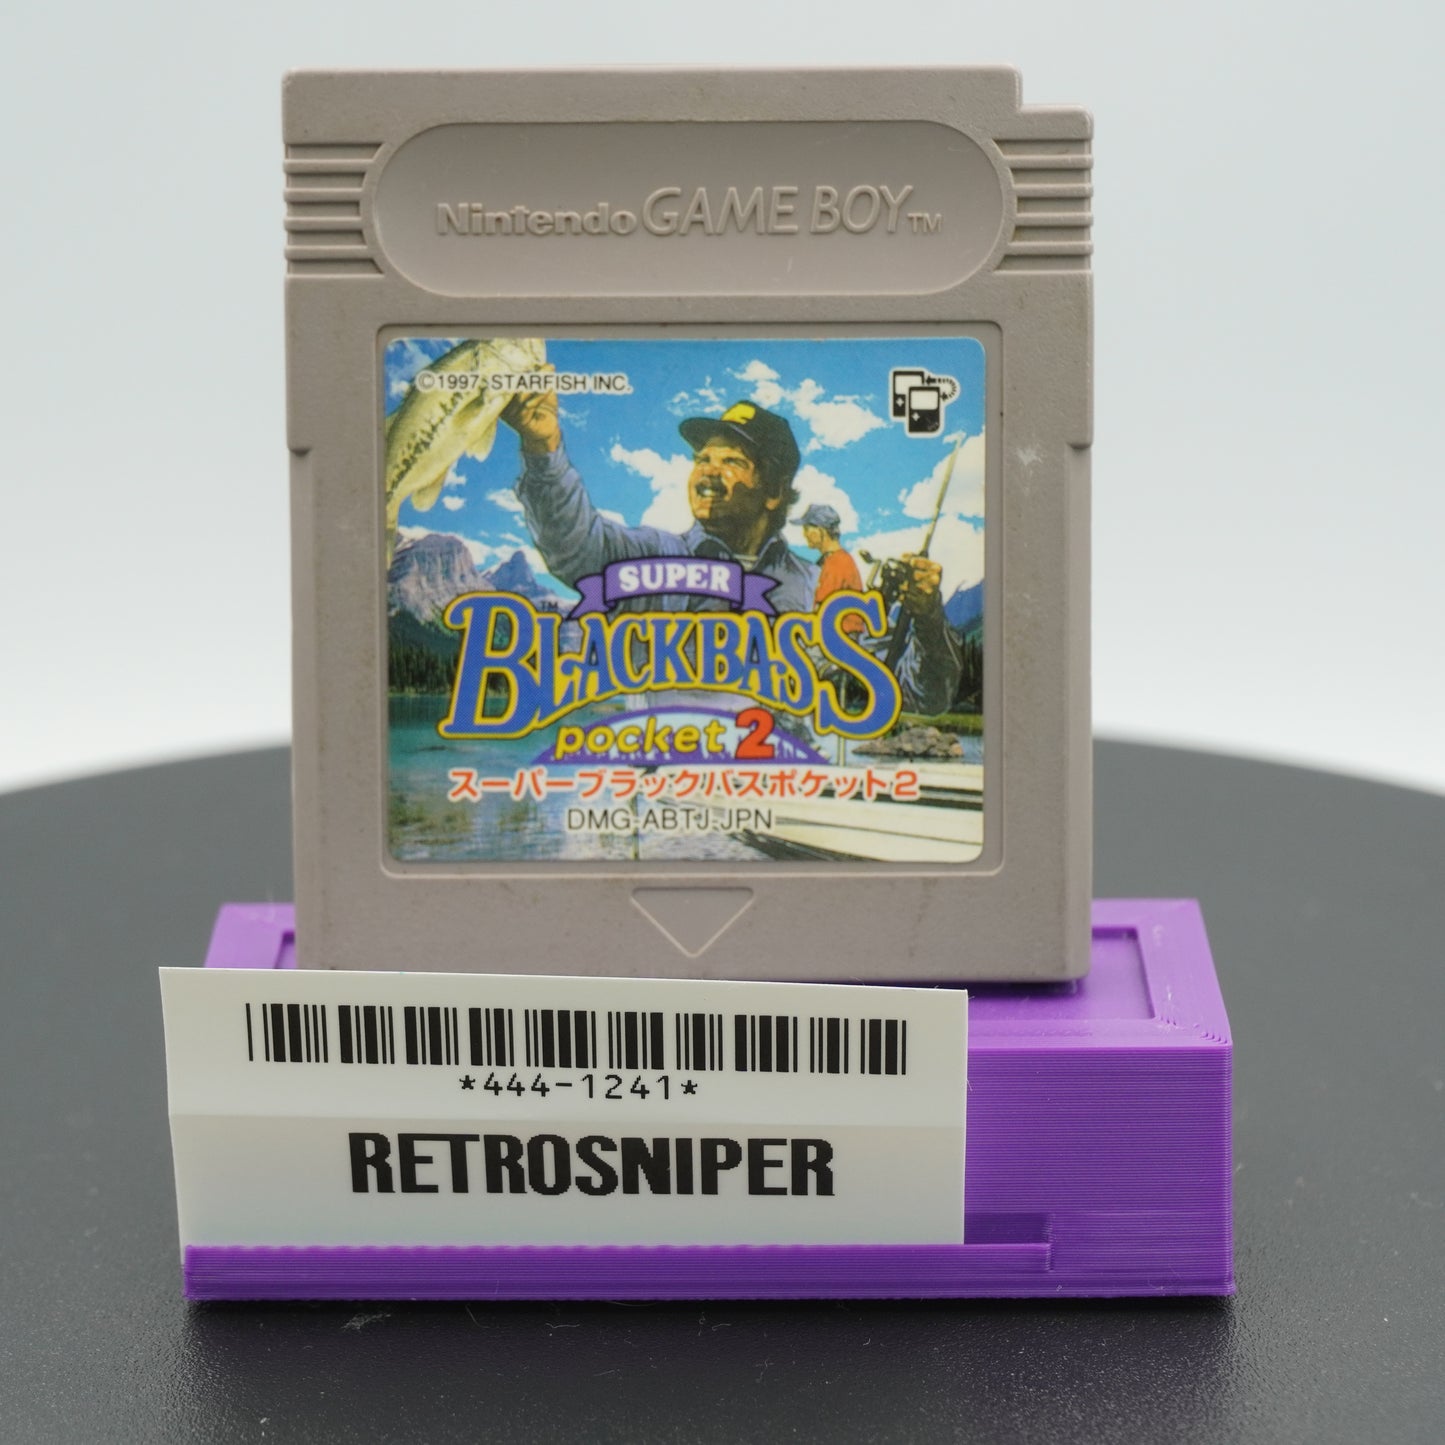 Nintendo GAME BOY™
©1997 STARFISH INC.
SUPER
BLACKBASS™
pocket 2
スーパーブラックバスポケット2
DMG-ABTJ-JPN
*444-1241*
RETROSNIPER